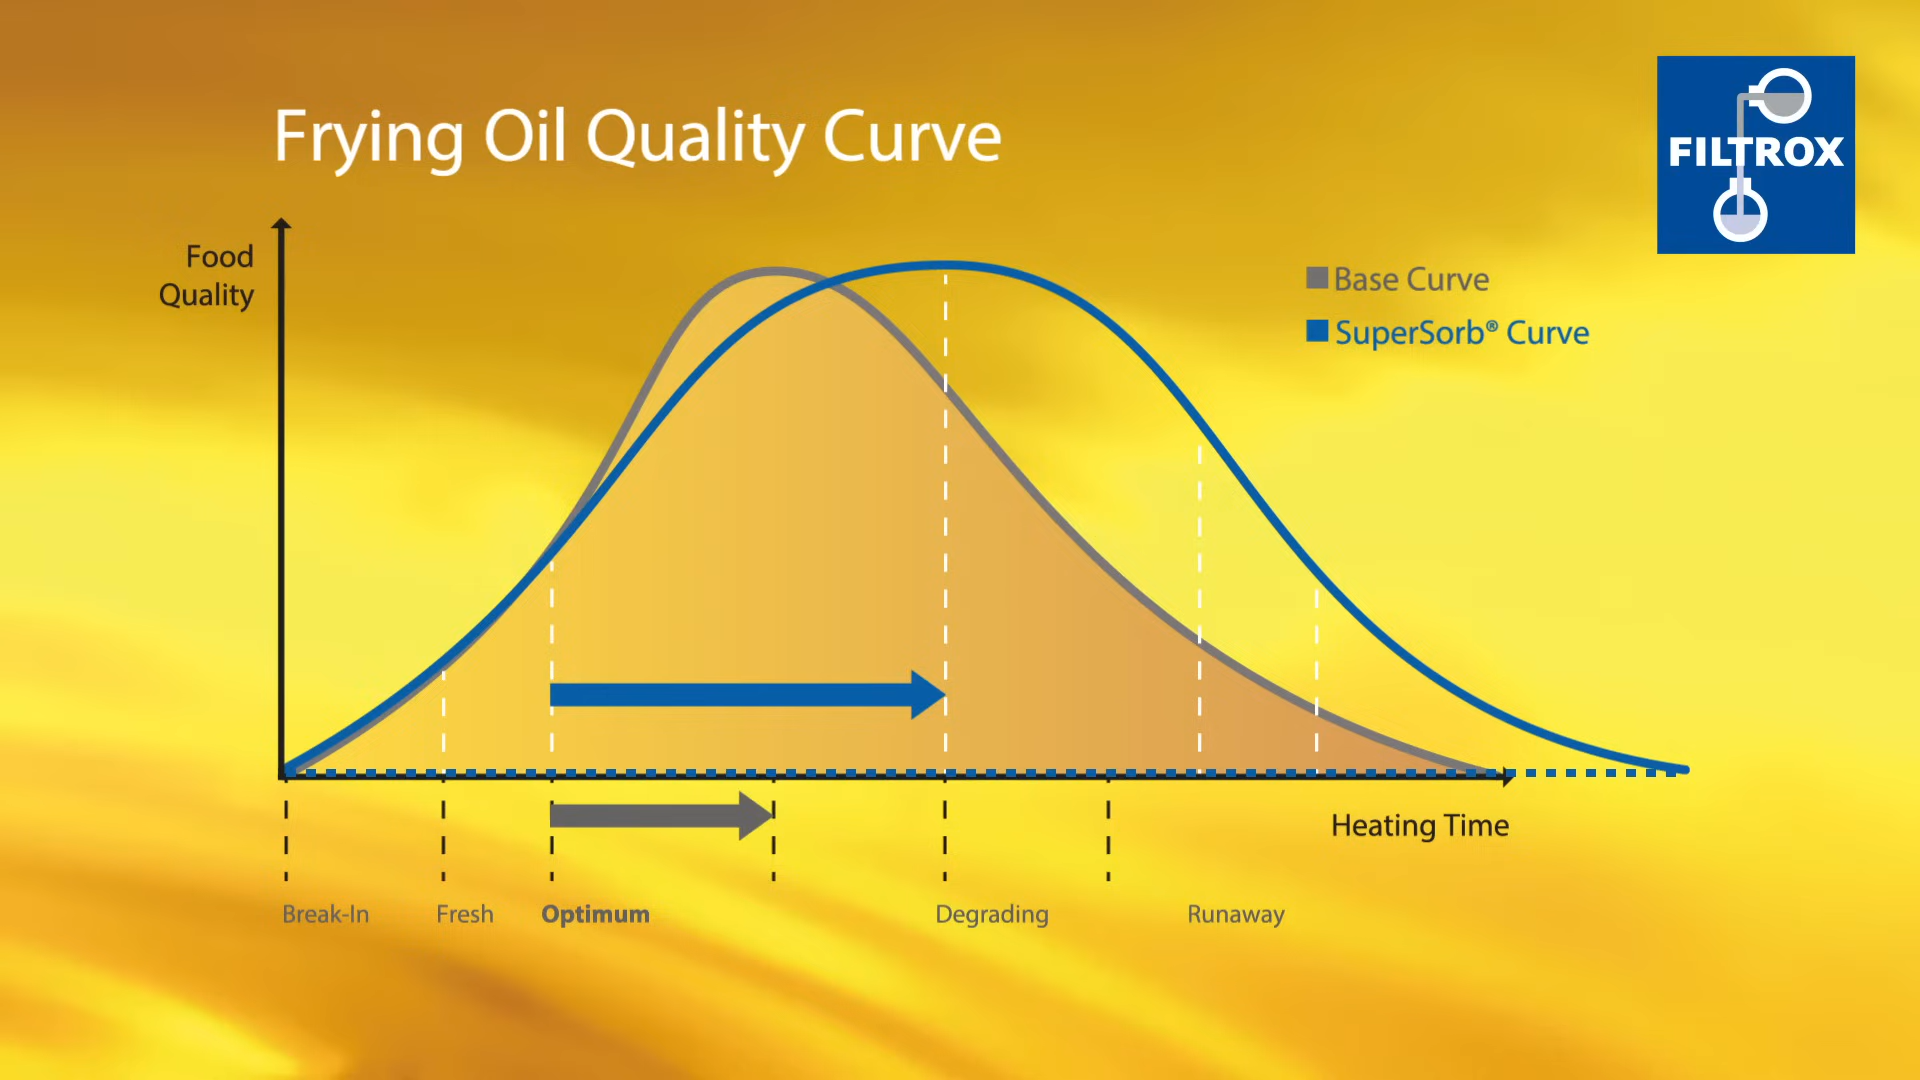 Frying Oil Quality Curve
FILTROX
Food
Quality
Base Curve
SuperSorb® Curve
Heating Time
Break-In
Fresh
Optimum
Degrading
Runaway